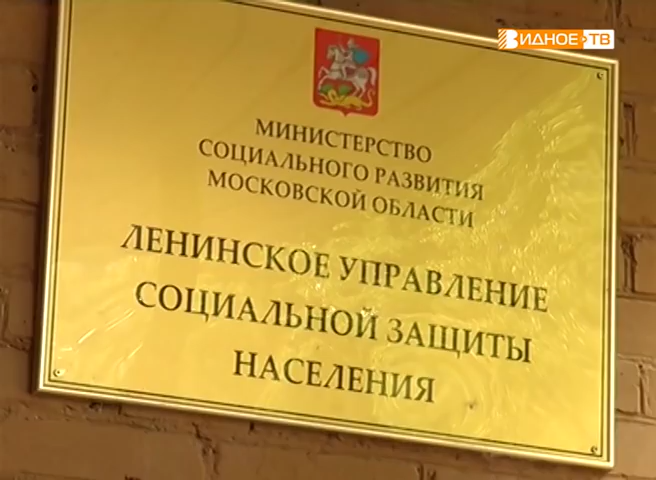 ВИДНОЕ ТВ
МИНИСТЕРСТВО
СОЦИАЛЬНОГО РАЗВИТИЯ
МОСКОВСКОЙ ОБЛАСТИ
ЛЕНИНСКОЕ УПРАВЛЕНИЕ
СОЦИАЛЬНОЙ ЗАЩИТЫ
НАСЕЛЕНИЯ